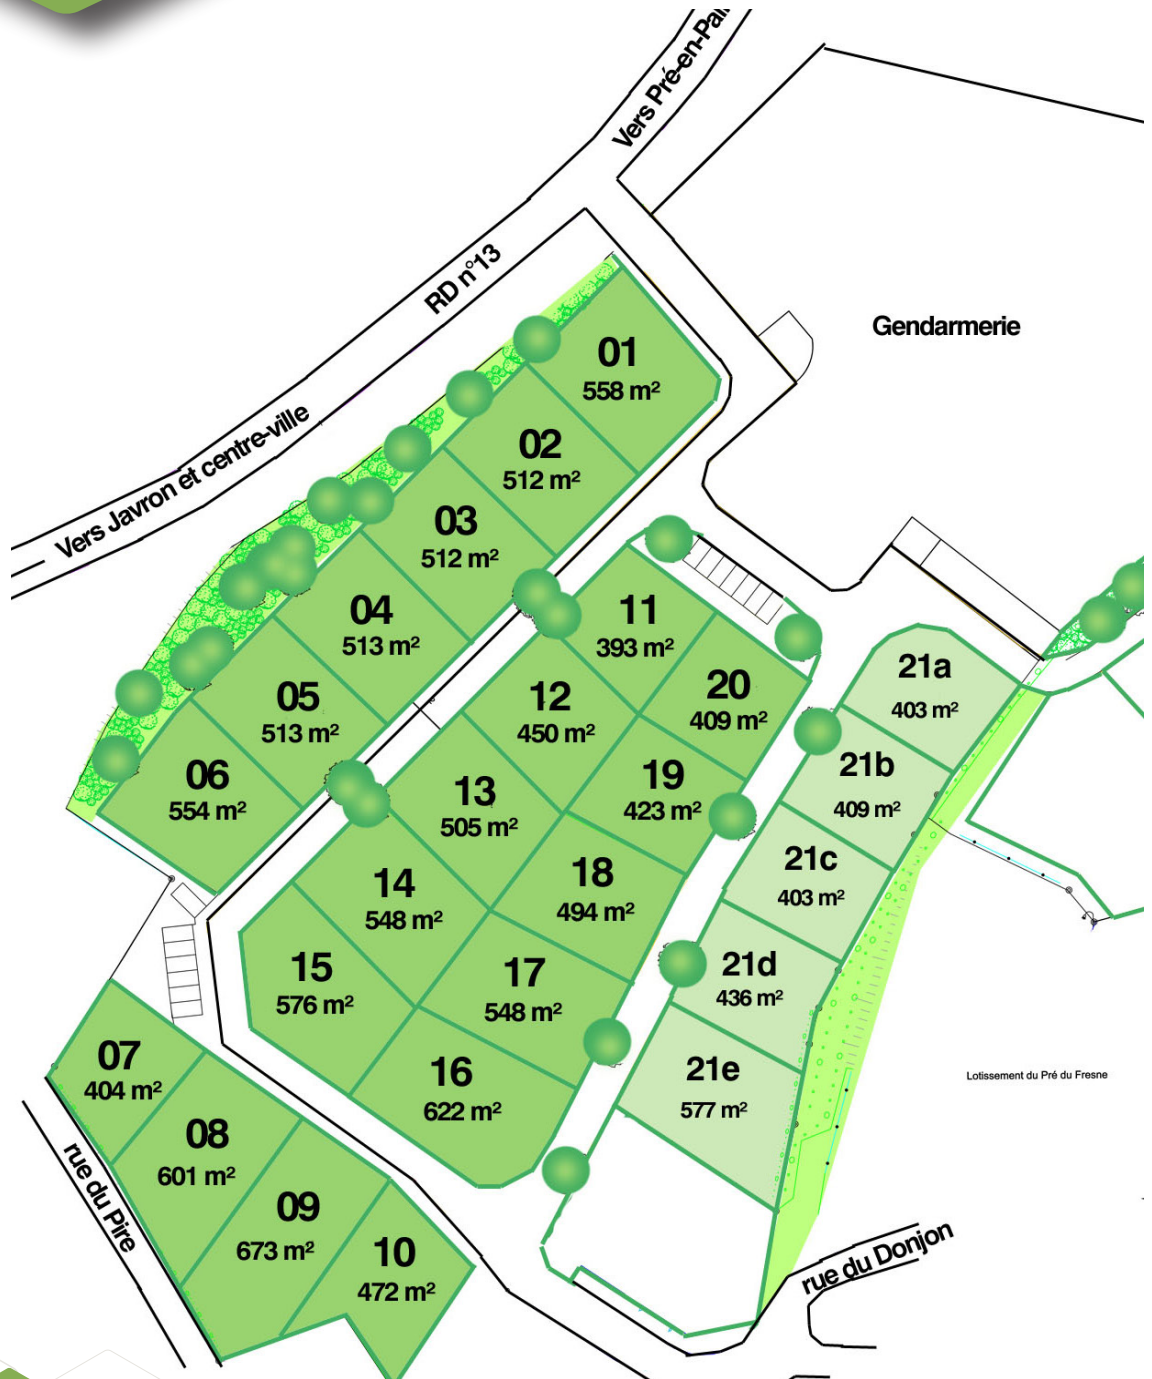 Vers Pré-en-Pail
RD n°13
Vers Javron et centre-ville
Gendarmerie
01
558 m²
02
512 m²
03
512 m²
04
513 m²
05
513 m²
06
554 m²
11
393 m²
20
409 m²
12
450 m²
19
423 m²
13
505 m²
18
494 m²
14
548 m²
17
548 m²
15
576 m²
16
622 m²
21a
403 m²
21b
409 m²
21c
403 m²
21d
436 m²
21e
577 m²
07
404 m²
08
601 m²
09
673 m²
10
472 m²
Lotissement du Pré du Fresne
rue du Pire
rue du Donjon